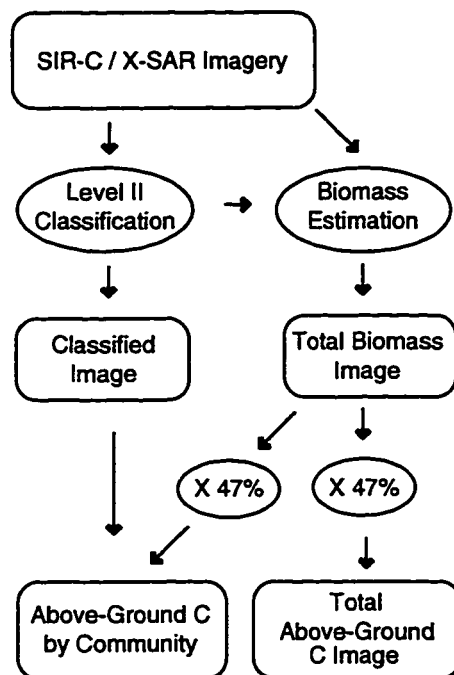 SIR-C / X-SAR Imagery
Level II
Classification
Biomass
Estimation
Classified
Image
Total Biomass
Image
X 47%
X 47%
Above-Ground C
by Community
Total
Above-Ground
C Image